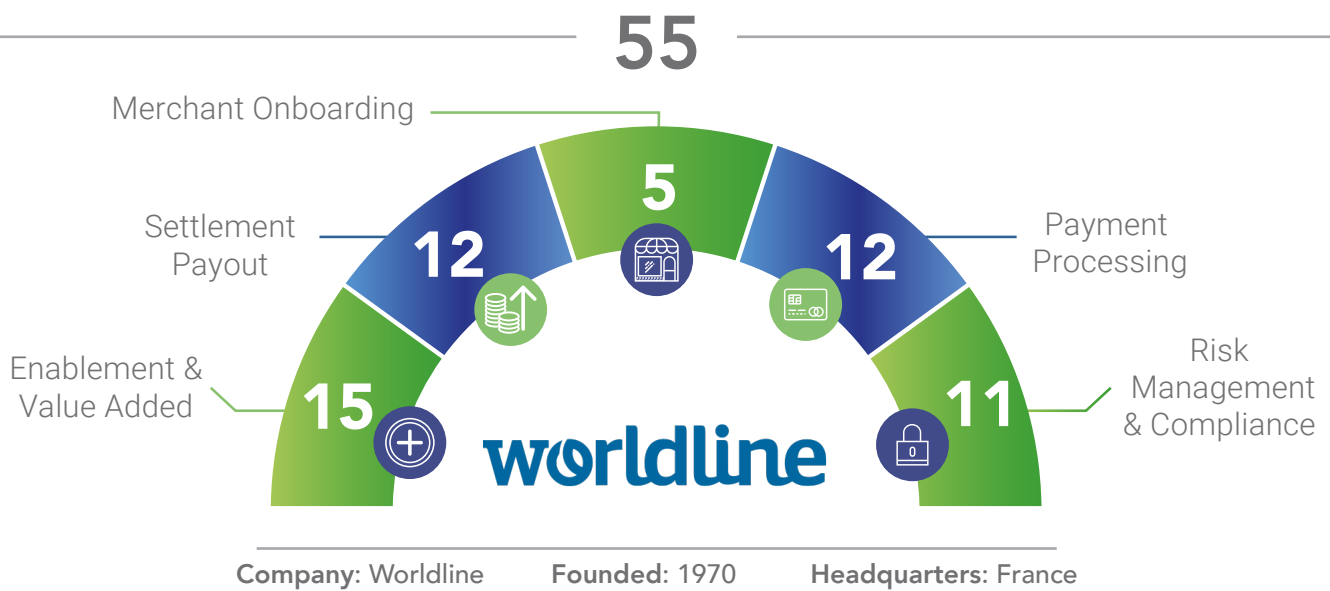 55
Merchant Onboarding
5
Settlement
Payout
12
12
Payment
Processing
Enablement &
Value Added
15
11
Risk
Management
& Compliance
worldline
Company: Worldline Founded: 1970 Headquarters: France